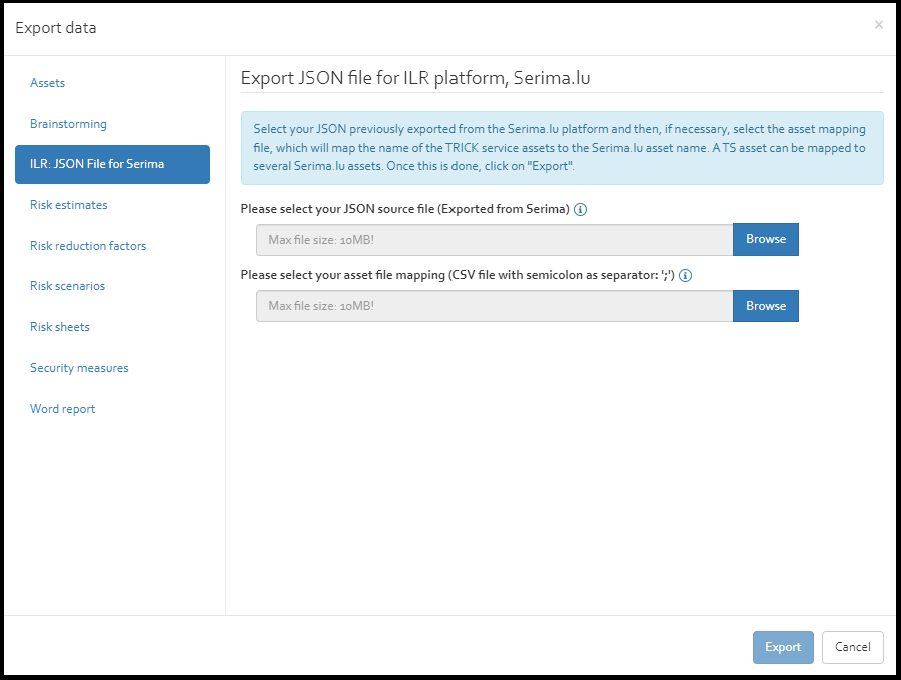 Export data
×
Assets
Brainstorming
ILR: JSON File for Serima
Risk estimates
Risk reduction factors
Risk scenarios
Risk sheets
Security measures
Word report
Export JSON file for ILR platform, Serima.lu
Select your JSON previously exported from the Serima.lu platform and then, if necessary, select the asset mapping
file, which will map the name of the TRICK service assets to the Serima.lu asset name. A TS asset can be mapped to
several Serima.lu assets. Once this is done, click on "Export".
Please select your JSON source file (Exported from Serima) i
Max file size: 10MB!
Browse
Please select your asset file mapping (CSV file with semicolon as separator: ';') i
Max file size: 10MB!
Browse
Export
Cancel